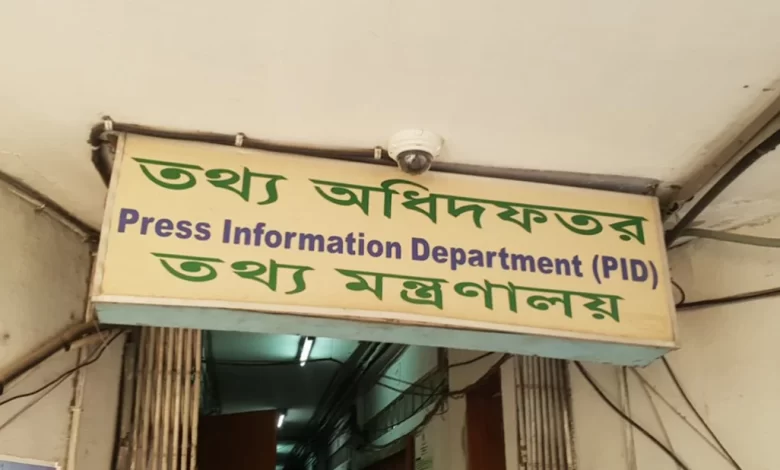 তথ্য অধিদফতর
Press Information Department (PID)
তথ্য মন্ত্রণালয়